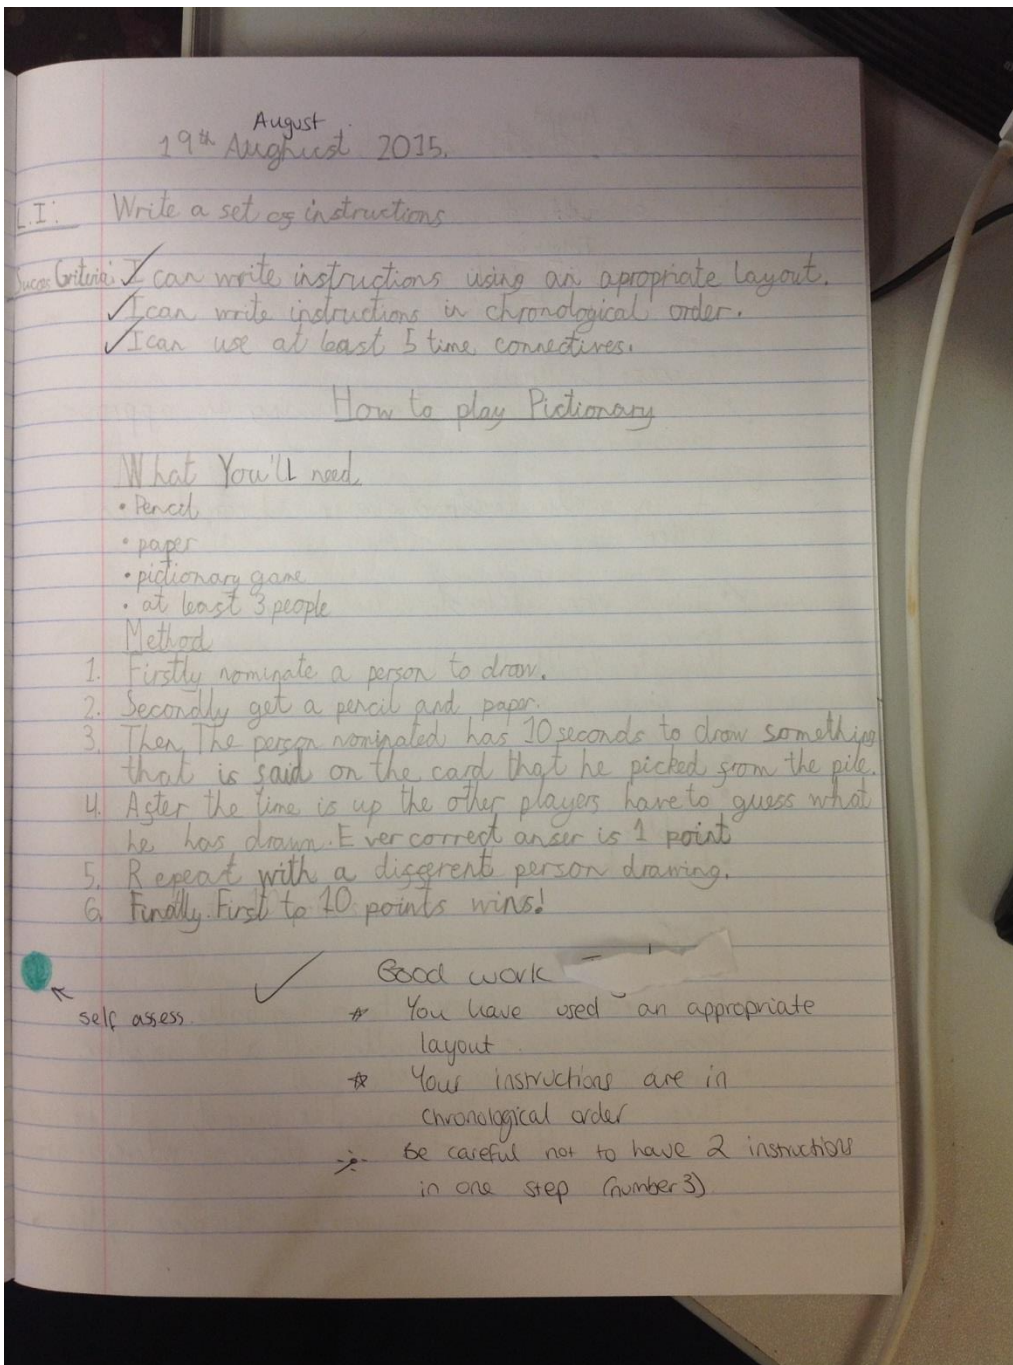 August
19th Aughust 2015.
L.I: Write a set of instructions
Succes Criteria: I can write instructions using an apropriate layout.
I can write instructions in chronological order.
I can use at least 5 time connectives.
How to play Pictionary
What You'll need
• Pencil
• paper
• pictionary game
• at least 3 people
Method
1. Firstly nominate a person to draw.
2. Secondly get a pencil and paper.
3. Then, The person nominated has 10 seconds to draw something
that is said on the card that he picked from the pile.
4. After the time is up the other players have to guess what
he has drawn. Ever correct anser is 1 point
5. Repeat with a different person drawing.
6. Finally. First to 10 points wins!
Good work
self assess
You have used an appropriate
layout
Your instructions are in
chronological order
Be careful not to have 2 instructions
in one step (number 3)